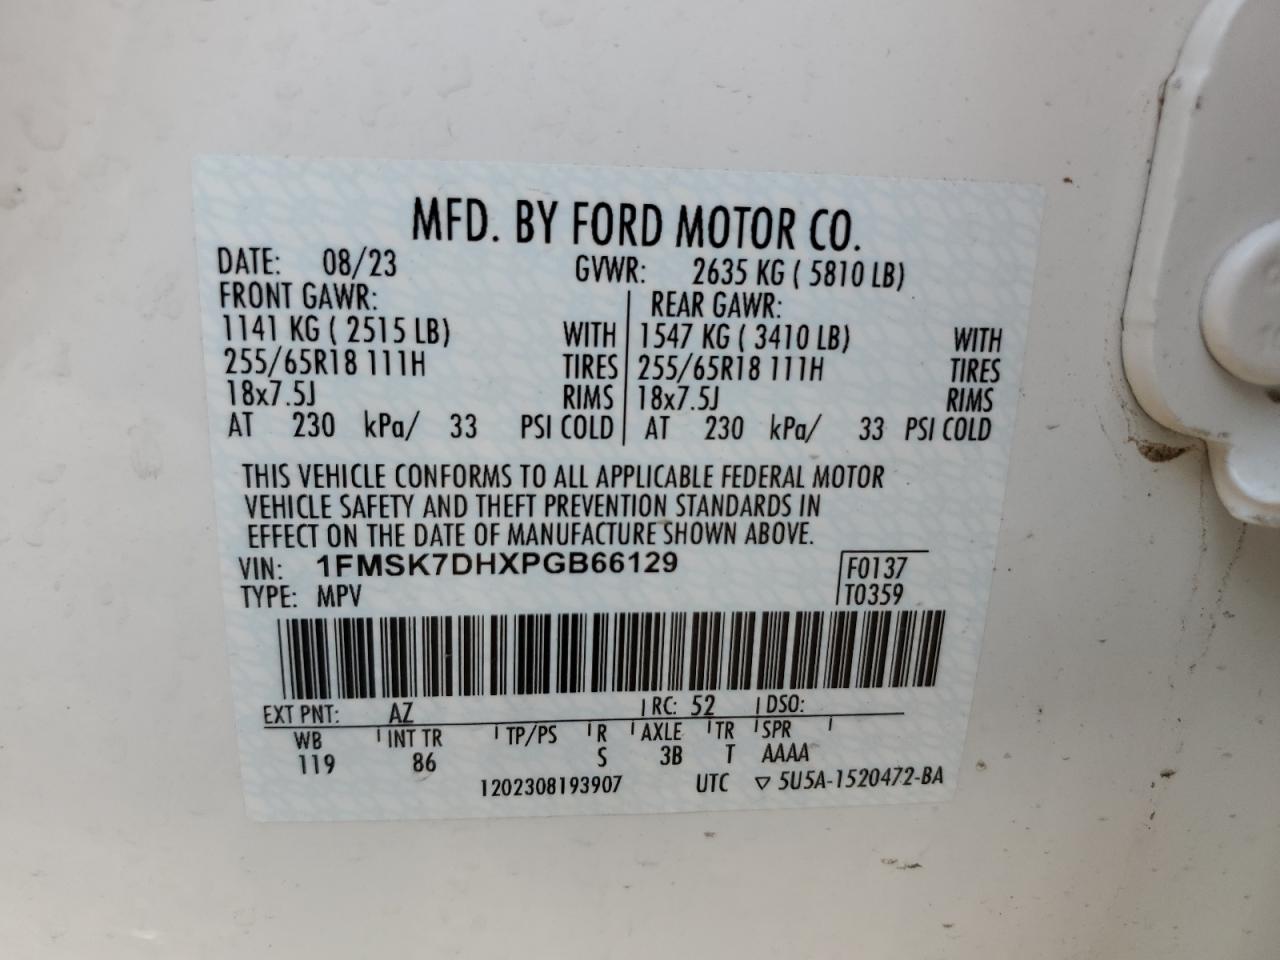 MFD. BY FORD MOTOR CO.
DATE: 08/23 GVWR: 2635 KG ( 5810 LB)
FRONT GAWR: REAR GAWR:
1141 KG ( 2515 LB) WITH 1547 KG ( 3410 LB) WITH
255/65R18 111H TIRES 255/65R18 111H TIRES
18x7.5J RIMS 18x7.5J RIMS
AT 230 kPa/ 33 PSI COLD AT 230 kPa/ 33 PSI COLD
THIS VEHICLE CONFORMS TO ALL APPLICABLE FEDERAL MOTOR
VEHICLE SAFETY AND THEFT PREVENTION STANDARDS IN
EFFECT ON THE DATE OF MANUFACTURE SHOWN ABOVE.
VIN: 1FMSK7DHXPGB66129 F0137
TYPE: MPV T0359
EXT PNT: AZ RC: 52 DSO:
WB INT TR TP/PS R AXLE TR SPR
119 86 S 3B T AAAA
1202308193907 UTC ▽ 5U5A-1520472-BA